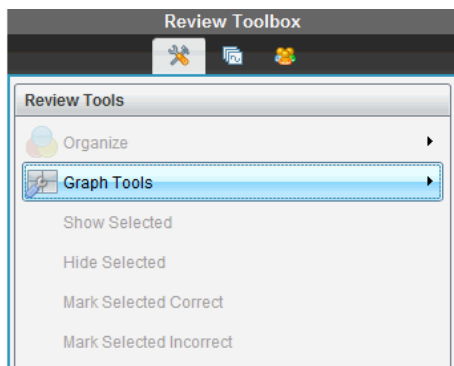 Review Toolbox
Review Tools
Organize
Graph Tools
Show Selected
Hide Selected
Mark Selected Correct
Mark Selected Incorrect